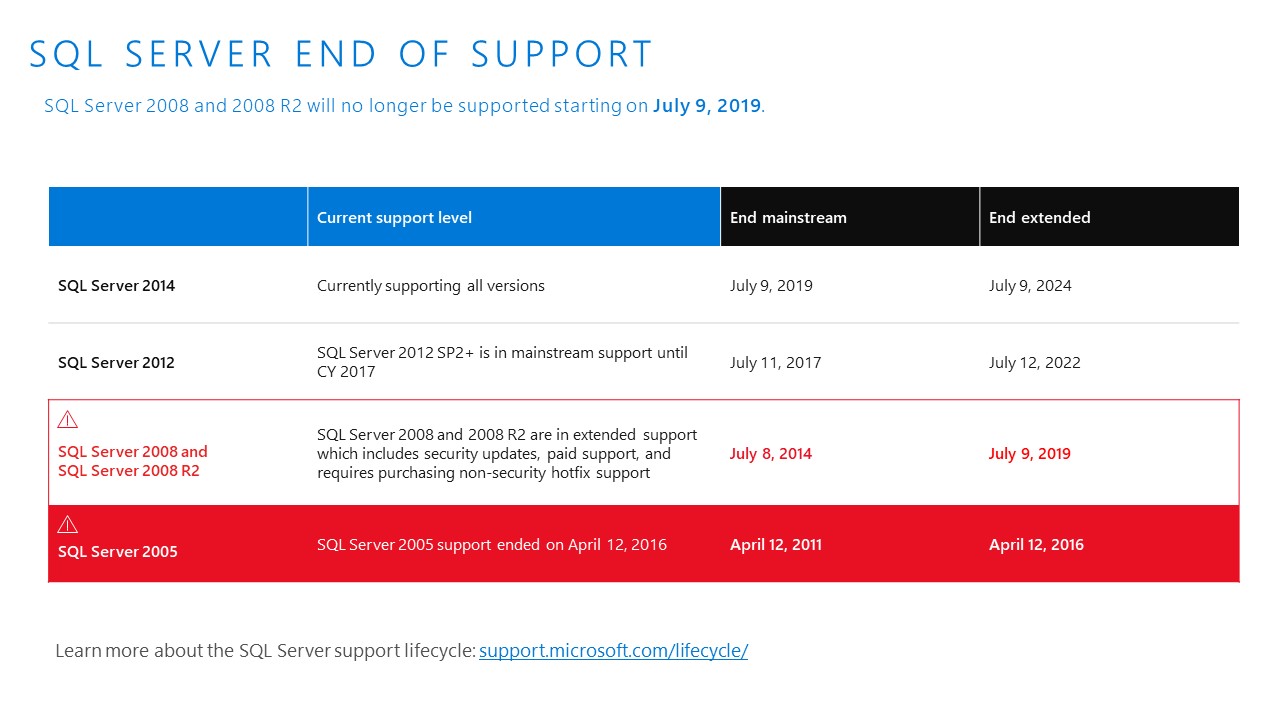 SQL SERVER END OF SUPPORT
SQL Server 2008 and 2008 R2 will no longer be supported starting on July 9, 2019.
Current support level
End mainstream
End extended
SQL Server 2014
Currently supporting all versions
July 9, 2019
July 9, 2024
SQL Server 2012
SQL Server 2012 SP2+ is in mainstream support until
CY 2017
July 11, 2017
July 12, 2022
SQL Server 2008 and
SQL Server 2008 R2
SQL Server 2008 and 2008 R2 are in extended support
which includes security updates, paid support, and
requires purchasing non-security hotfix support
July 8, 2014
July 9, 2019
SQL Server 2005
SQL Server 2005 support ended on April 12, 2016
April 12, 2011
April 12, 2016
Learn more about the SQL Server support lifecycle: support.microsoft.com/lifecycle/